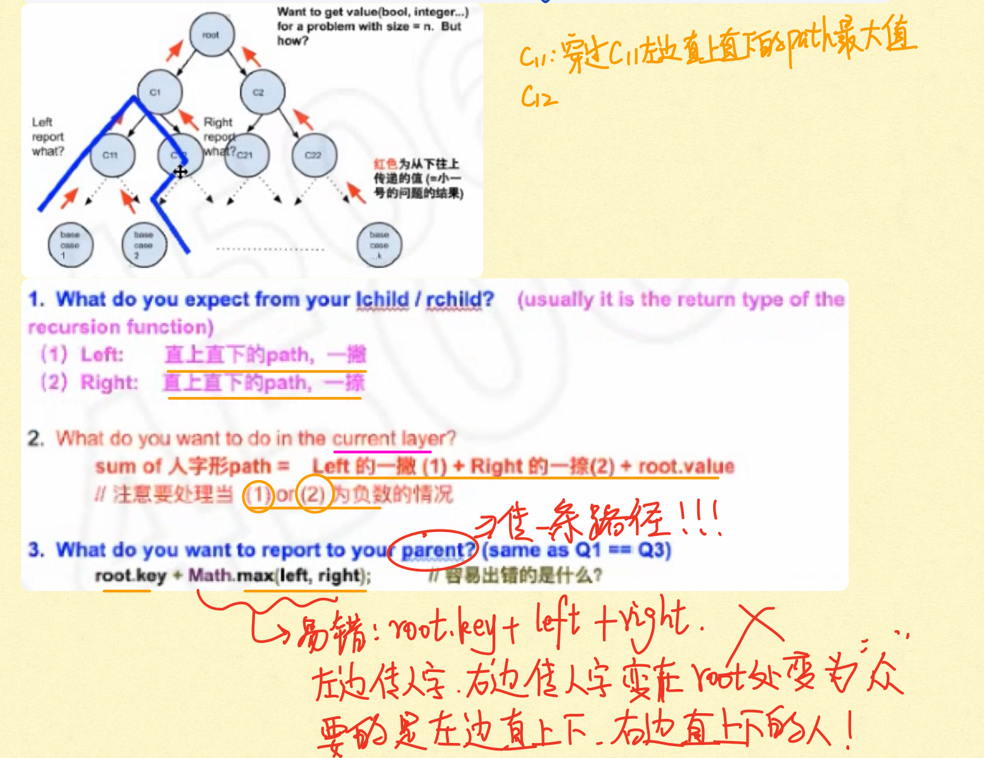 Want to get value(bool, integer...)
for a problem with size = n. But
how?
root
C1
C2
Left
report
what?
Right
report
what?
C11
C21
C22
红色为从下往上
传递的值 (=小一
号的问题的结果)
base
case
1
base
case
2
base
case
...k
C11: 穿过C11左边直上直下的path最大值
C12
1. What do you expect from your lchild / rchild? (usually it is the return type of the
recursion function)
(1) Left: 直上直下的path, 一撇
(2) Right: 直上直下的path, 一捺
2. What do you want to do in the current layer?
sum of 人字形path = Left 的一撇 (1) + Right 的一捺(2) + root.value
// 注意要处理当 (1) or (2) 为负数的情况
传一条路径!!!
3. What do you want to report to your parent? (same as Q1 == Q3)
root.key + Math.max(left, right); // 容易出错的是什么?
易错: root.key + left + right.
左边传人字.右边传人字 变在root处变为“众”
要的是左边直上下.右边直上下的人!